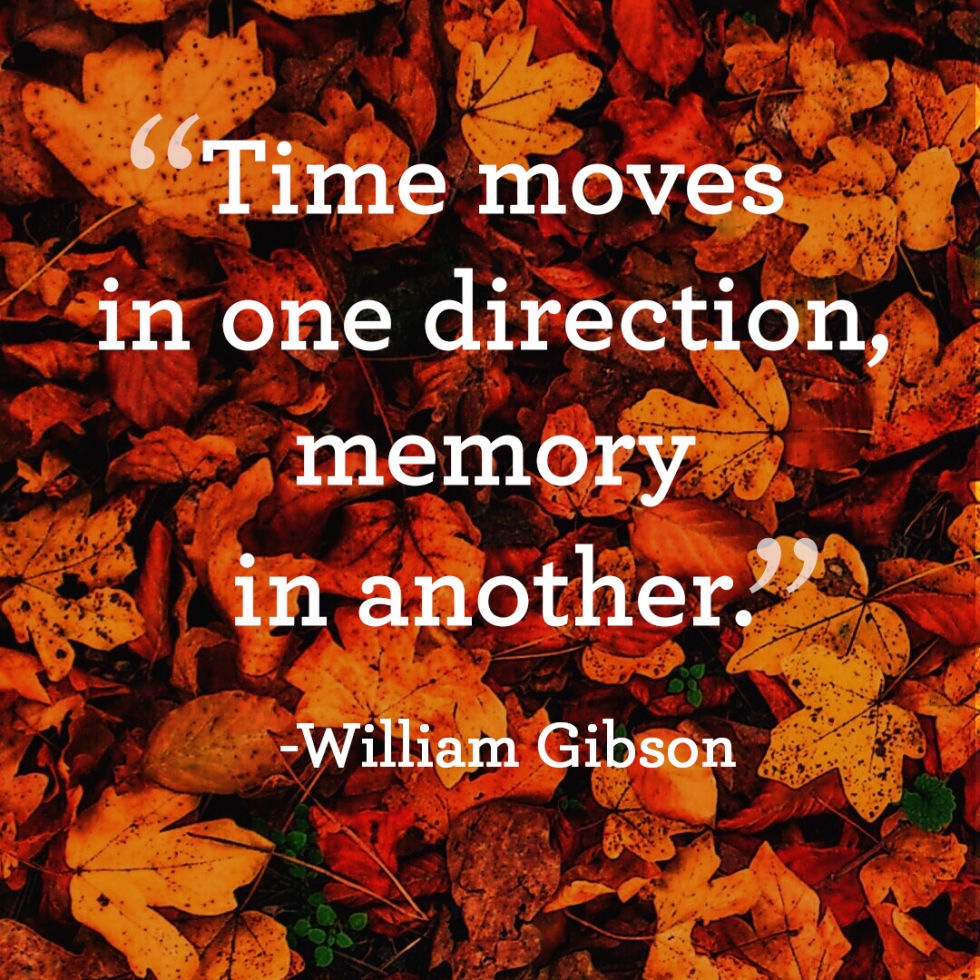 “Time moves
in one direction,
memory
in another.”
-William Gibson